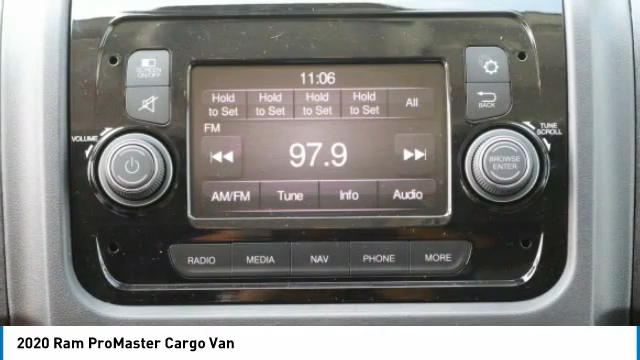 11:06
SCREEN
ON/OFF
Hold Hold Hold Hold All
to Set to Set to Set to Set
BACK
FM
VOLUME
TUNE
SCROLL
97.9
BROWSE
ENTER
AM/FM Tune Info Audio
RADIO MEDIA NAV PHONE MORE
2020 Ram ProMaster Cargo Van